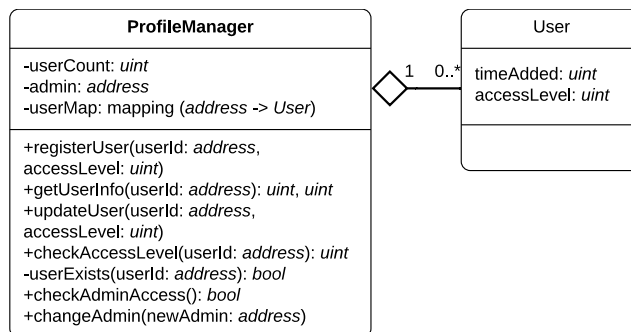 ProfileManager
-userCount: uint
-admin: address
-userMap: mapping (address -> User)
+registerUser(userId: address,
accessLevel: uint)
+getUserInfo(userId: address): uint, uint
+updateUser(userId: address,
accessLevel: uint)
+checkAccessLevel(userId: address): uint
-userExists(userId: address): bool
+checkAdminAccess(): bool
+changeAdmin(newAdmin: address)
1 0..*
User
timeAdded: uint
accessLevel: uint